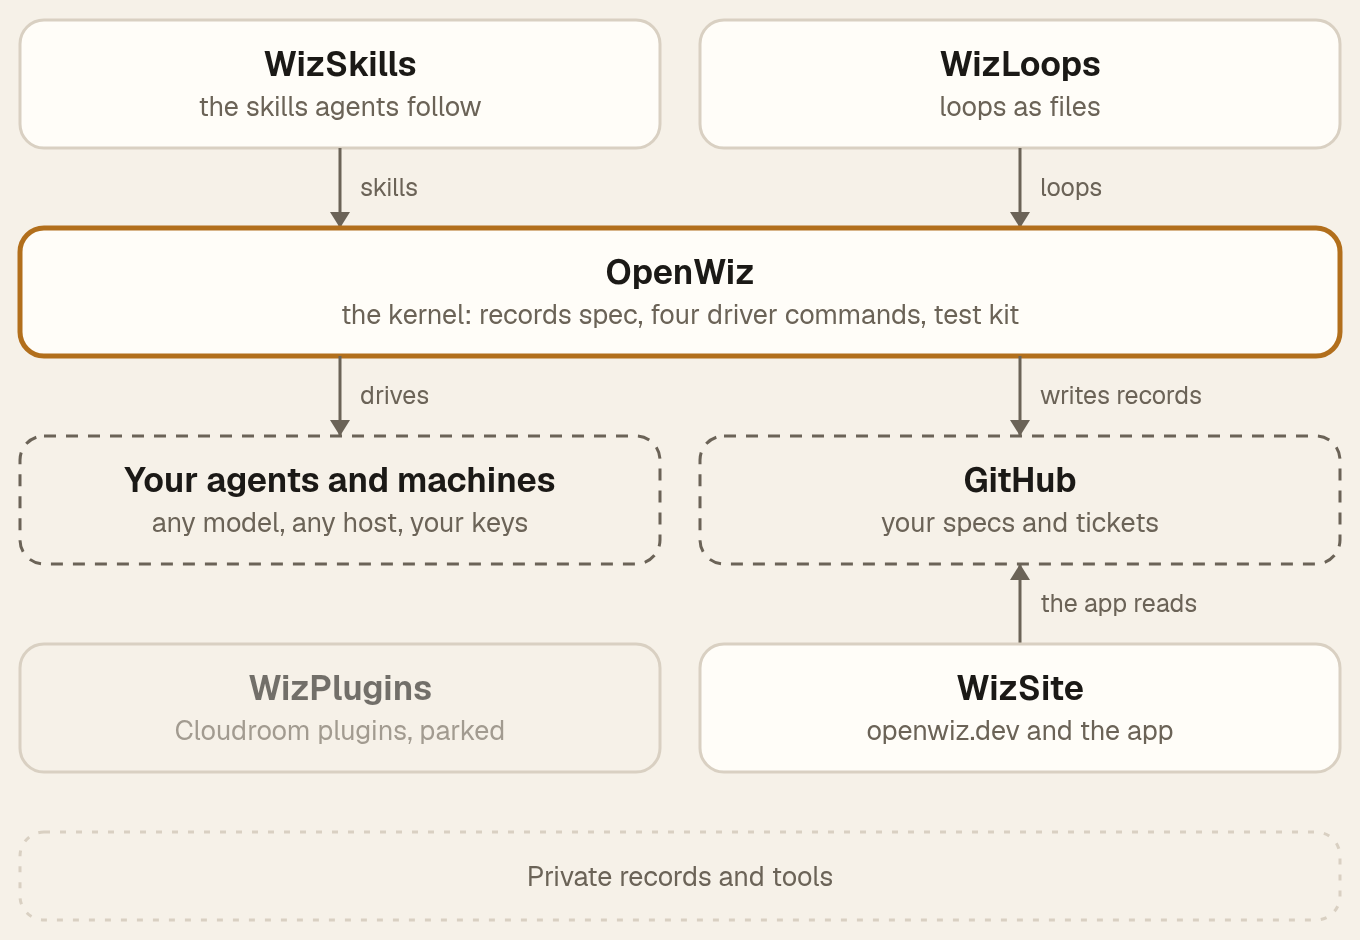 WizSkills
the skills agents follow
WizLoops
loops as files
skills
loops
OpenWiz
the kernel: records spec, four driver commands, test kit
drives
writes records
Your agents and machines
any model, any host, your keys
GitHub
your specs and tickets
the app reads
WizPlugins
Cloudroom plugins, parked
WizSite
openwiz.dev and the app
Private records and tools